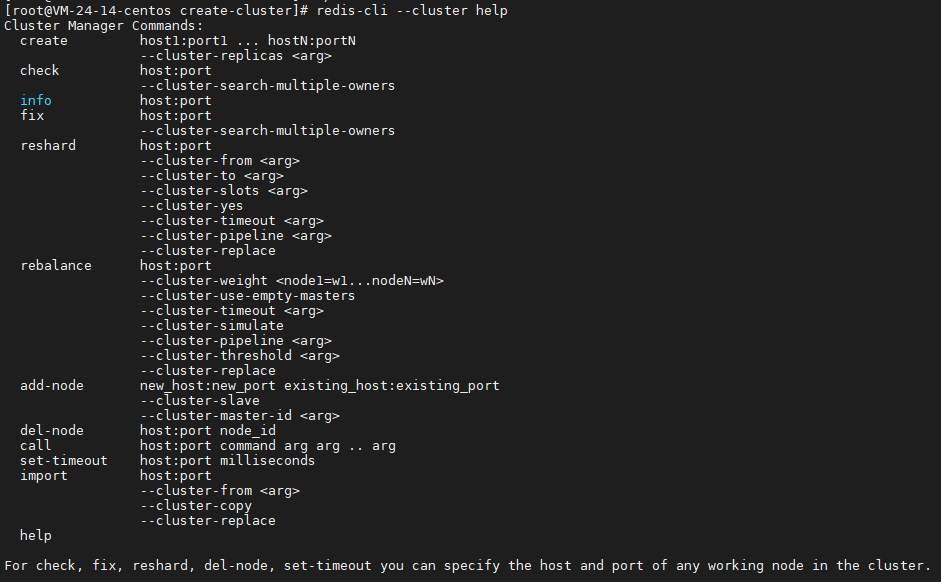 [root@VM-24-14-centos create-cluster]# redis-cli --cluster help
Cluster Manager Commands:
  create         host1:port1 ... hostN:portN
                 --cluster-replicas <arg>
  check          host:port
                 --cluster-search-multiple-owners
  info           host:port
  fix            host:port
                 --cluster-search-multiple-owners
  reshard        host:port
                 --cluster-from <arg>
                 --cluster-to <arg>
                 --cluster-slots <arg>
                 --cluster-yes
                 --cluster-timeout <arg>
                 --cluster-pipeline <arg>
                 --cluster-replace
  rebalance      host:port
                 --cluster-weight <node1=w1...nodeN=wN>
                 --cluster-use-empty-masters
                 --cluster-timeout <arg>
                 --cluster-simulate
                 --cluster-pipeline <arg>
                 --cluster-threshold <arg>
                 --cluster-replace
  add-node       new_host:new_port existing_host:existing_port
                 --cluster-slave
                 --cluster-master-id <arg>
  del-node       host:port node_id
  call           host:port command arg arg .. arg
  set-timeout    host:port milliseconds
  import         host:port
                 --cluster-from <arg>
                 --cluster-copy
                 --cluster-replace
  help

For check, fix, reshard, del-node, set-timeout you can specify the host and port of any working node in the cluster.